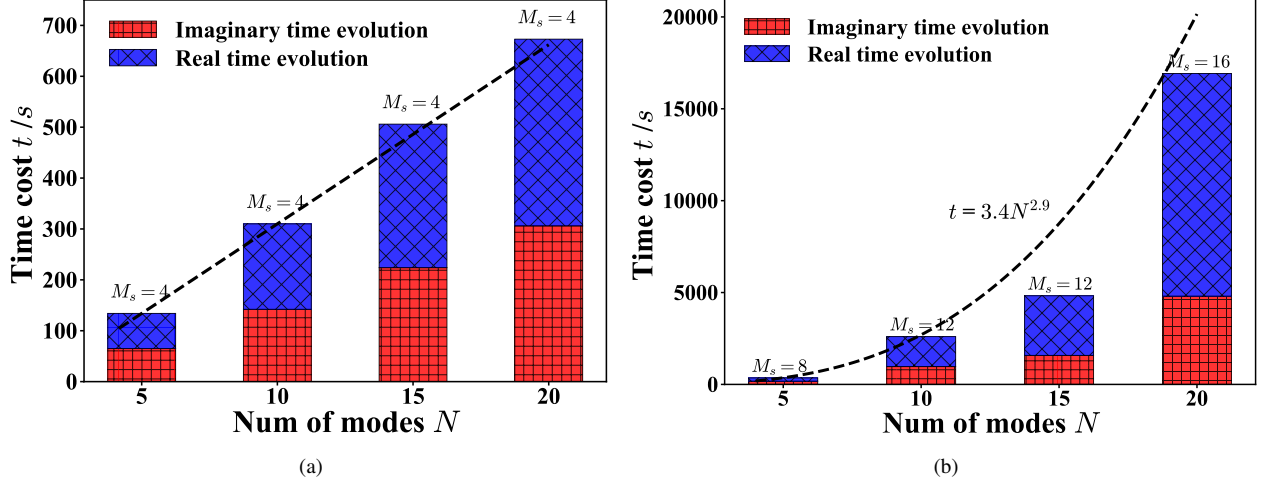 Imaginary time evolution
Real time evolution
Time cost t /s
700
600
500
400
300
200
100
0
M_s = 4
M_s = 4
M_s = 4
M_s = 4
5
10
15
20
Num of modes N
(a)
Imaginary time evolution
Real time evolution
Time cost t /s
20000
15000
10000
5000
0
M_s = 8
M_s = 12
M_s = 12
M_s = 16
t = 3.4N^{2.9}
5
10
15
20
Num of modes N
(b)